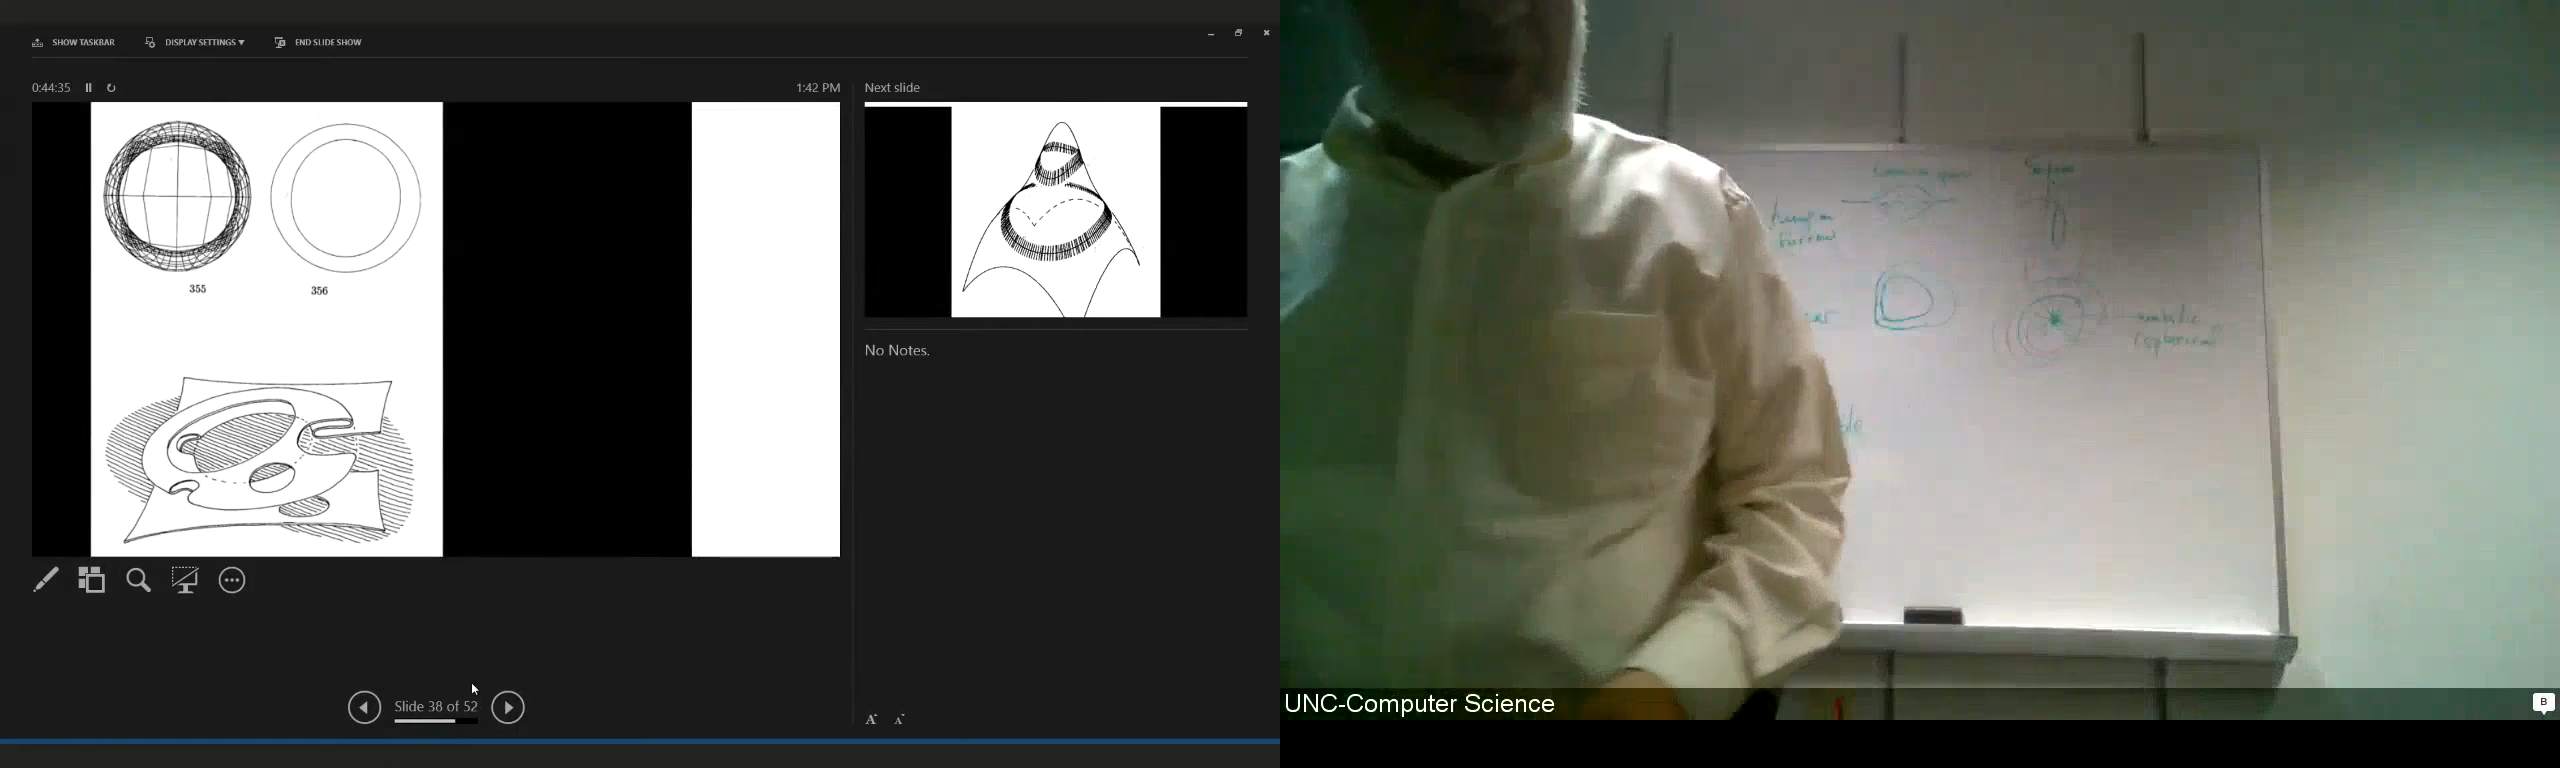 SHOW TASKBAR DISPLAY SETTINGS ▼ END SLIDE SHOW
0:44:35 1:42 PM
Next slide
355 356
No Notes.
Slide 38 of 52
A A
UNC-Computer Science
B